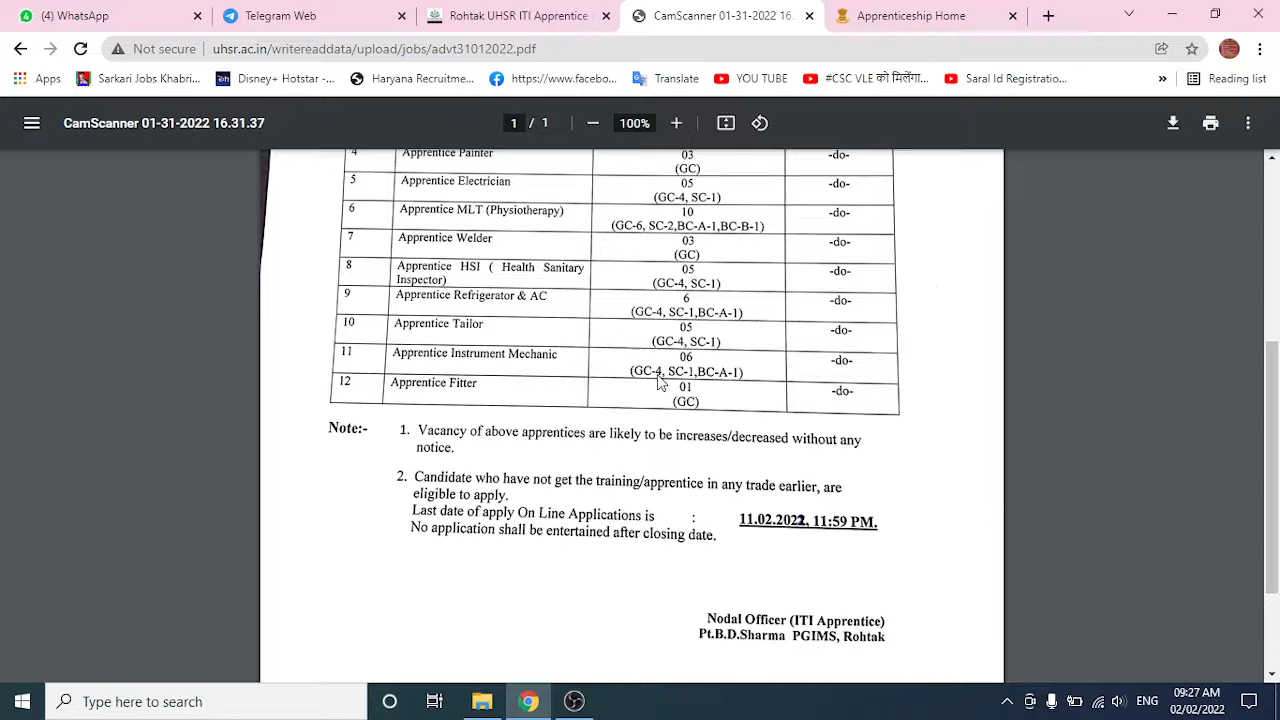 (4) WhatsApp
Telegram Web
Rohtak UHSR ITI Apprentice
CamScanner 01-31-2022 16.31.37
Apprenticeship Home
Not secure
uhsr.ac.in/writereaddata/upload/jobs/advt31012022.pdf
Apps
Sarkari Jobs Khabri...
Disney+ Hotstar -...
Haryana Recruitme...
https://www.facebo...
Translate
YOU TUBE
#CSC VLE को मिलेंगा...
Saral Id Registratio...
»
Reading list
CamScanner 01-31-2022 16.31.37
1 / 1
100%
4 Apprentice Painter 03 -do-
(GC)
5 Apprentice Electrician 05 -do-
(GC-4, SC-1)
6 Apprentice MLT (Physiotherapy) 10 -do-
(GC-6, SC-2,BC-A-1,BC-B-1)
7 Apprentice Welder 03 -do-
(GC)
8 Apprentice HSI ( Health Sanitary 05 -do-
Inspector) (GC-4, SC-1)
9 Apprentice Refrigerator & AC 6 -do-
(GC-4, SC-1,BC-A-1)
10 Apprentice Tailor 05 -do-
(GC-4, SC-1)
11 Apprentice Instrument Mechanic 06 -do-
(GC-4, SC-1,BC-A-1)
12 Apprentice Fitter 01 -do-
(GC)
Note:- 1. Vacancy of above apprentices are likely to be increases/decreased without any
notice.
2. Candidate who have not get the training/apprentice in any trade earlier, are
eligible to apply.
Last date of apply On Line Applications is : 11.02.2022, 11:59 PM.
No application shall be entertained after closing date.
Nodal Officer (ITI Apprentice)
Pt.B.D.Sharma PGIMS, Rohtak
Type here to search
ENG
09:27 AM
02/02/2022